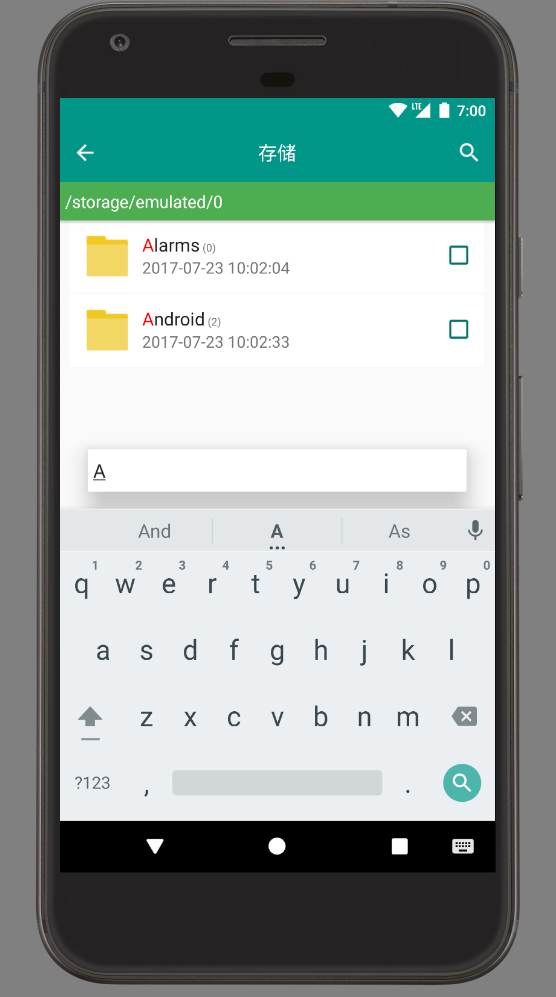 LTE 7:00
存储
/storage/emulated/0
Alarms (0)
2017-07-23 10:02:04
Android (2)
2017-07-23 10:02:33
A
And A As
1 2 3 4 5 6 7 8 9 0
q w e r t y u i o p
a s d f g h j k l
z x c v b n m
?123 , .